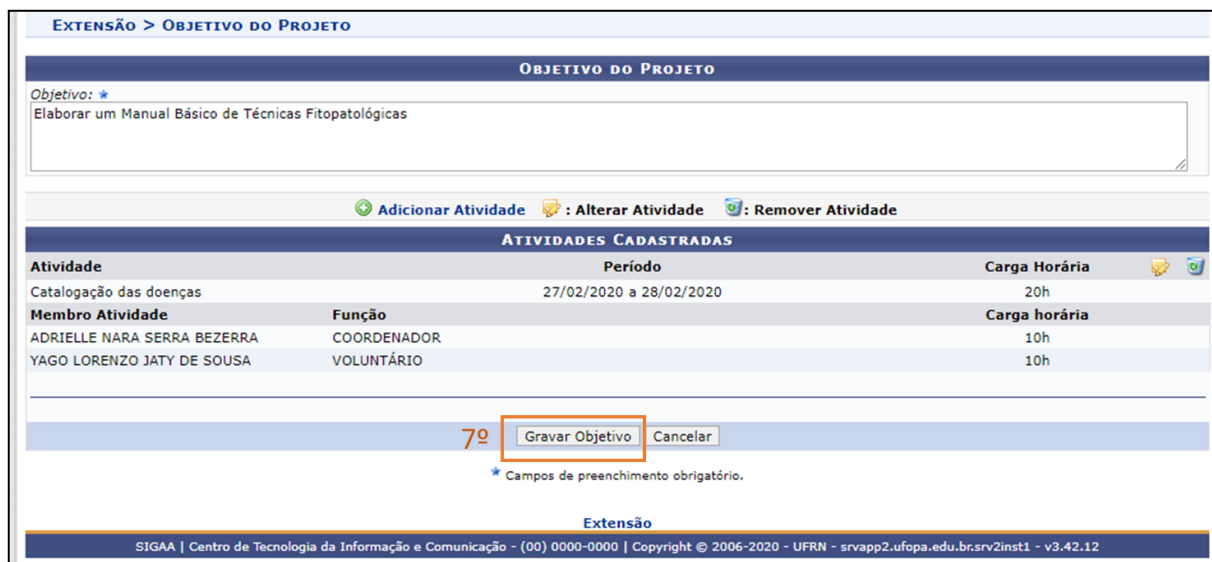 EXTENSÃO > OBJETIVO DO PROJETO
OBJETIVO DO PROJETO
Objetivo: ★
Elaborar um Manual Básico de Técnicas Fitopatológicas
Adicionar Atividade : Alterar Atividade : Remover Atividade
ATIVIDADES CADASTRADAS
Atividade Período Carga Horária
Catalogação das doenças 27/02/2020 a 28/02/2020 20h
Membro Atividade Função Carga horária
ADRIELLE NARA SERRA BEZERRA COORDENADOR 10h
YAGO LORENZO JATY DE SOUSA VOLUNTÁRIO 10h
7º Gravar Objetivo Cancelar
★ Campos de preenchimento obrigatório.
Extensão
SIGAA | Centro de Tecnologia da Informação e Comunicação - (00) 0000-0000 | Copyright © 2006-2020 - UFRN - srvapp2.ufopa.edu.br.srv2inst1 - v3.42.12